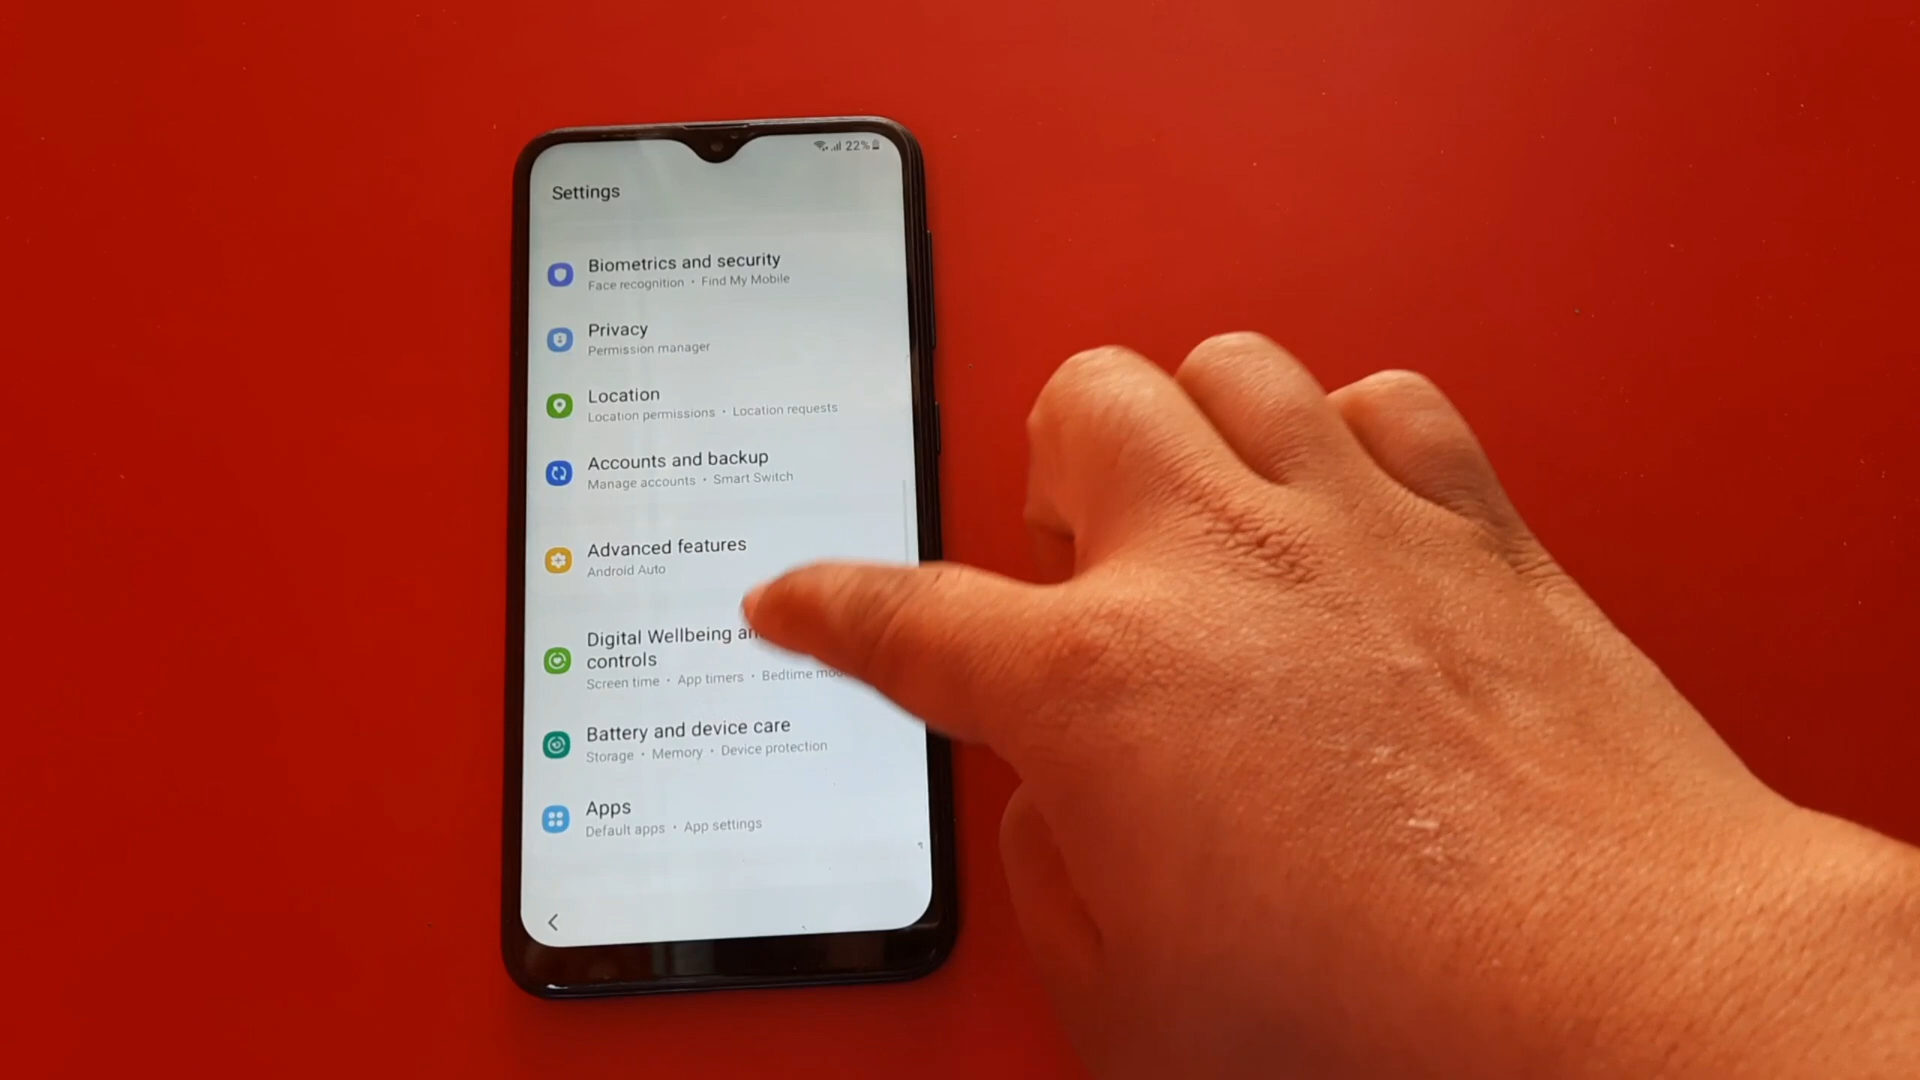 22%
Settings
Biometrics and security
Face recognition • Find My Mobile
Privacy
Permission manager
Location
Location permissions • Location requests
Accounts and backup
Manage accounts • Smart Switch
Advanced features
Android Auto
Digital Wellbeing
controls
Screen time • App timers • Bedtime
Battery and device care
Storage • Memory • Device protection
Apps
Default apps • App settings